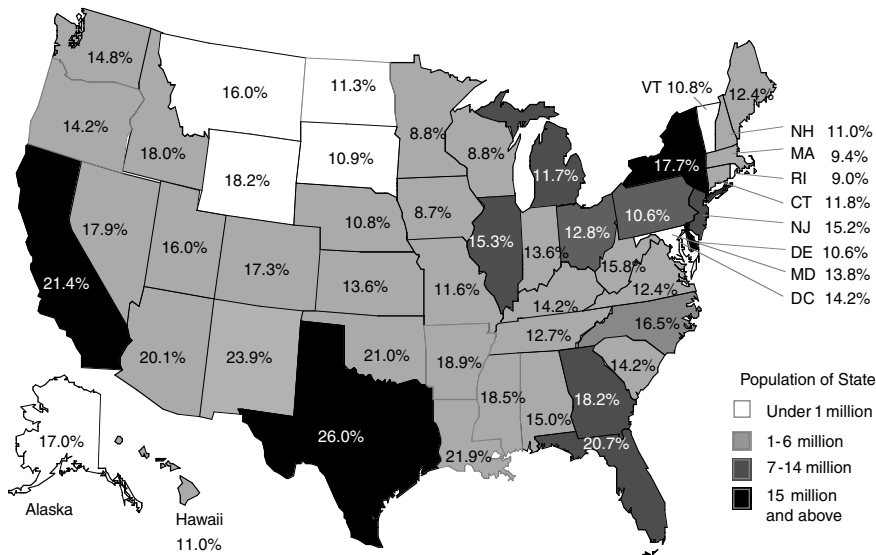 14.8%
16.0%
11.3%
VT 10.8%
12.4%
14.2%
18.0%
18.2%
10.9%
8.8%
8.8%
11.7%
17.7%
NH 11.0%
MA 9.4%
RI 9.0%
CT 11.8%
NJ 15.2%
DE 10.6%
MD 13.8%
DC 14.2%
17.9%
16.0%
17.3%
10.8%
8.7%
15.3%
13.6%
12.8%
10.6%
21.4%
13.6%
11.6%
14.2%
15.8%
12.4%
20.1%
23.9%
21.0%
18.9%
12.7%
16.5%
14.2%
26.0%
21.9%
18.5%
15.0%
18.2%
20.7%
17.0%
Alaska
Hawaii
11.0%
Population of State
Under 1 million
1-6 million
7-14 million
15 million
and above